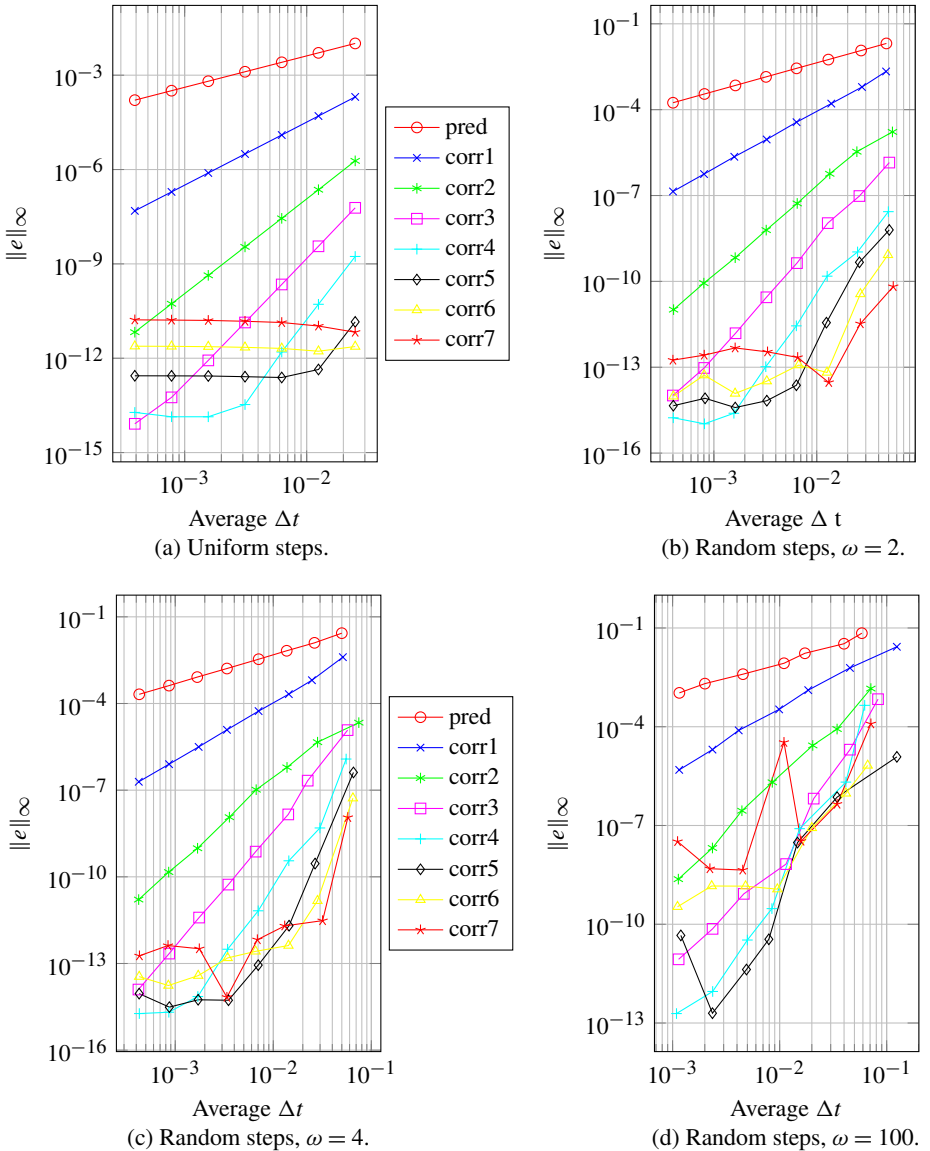 10^{-3}
10^{-6}
10^{-9}
10^{-12}
10^{-15}
‖e‖_∞
10^{-3} 10^{-2}
Average Δt
(a) Uniform steps.
pred
corr1
corr2
corr3
corr4
corr5
corr6
corr7
10^{-1}
10^{-4}
10^{-7}
10^{-10}
10^{-13}
10^{-16}
‖e‖_∞
10^{-3} 10^{-2}
Average Δ t
(b) Random steps, ω = 2.
10^{-1}
10^{-4}
10^{-7}
10^{-10}
10^{-13}
10^{-16}
‖e‖_∞
10^{-3} 10^{-2} 10^{-1}
Average Δt
(c) Random steps, ω = 4.
pred
corr1
corr2
corr3
corr4
corr5
corr6
corr7
10^{-1}
10^{-4}
10^{-7}
10^{-10}
10^{-13}
‖e‖_∞
10^{-3} 10^{-2} 10^{-1}
Average Δt
(d) Random steps, ω = 100.